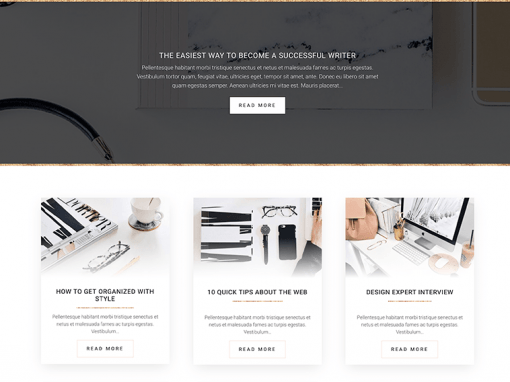 THE EASIEST WAY TO BECOME A SUCCESSFUL WRITER
Pellentesque habitant morbi tristique senectus et netus et malesuada fames ac turpis egestas.
Vestibulum tortor quam, feugiat vitae, ultricies eget, tempor sit amet, ante. Donec eu libero sit amet
quam egestas semper. Aenean ultricies mi vitae est. Mauris placerat...
READ MORE
HOW TO GET ORGANIZED WITH
STYLE
Pellentesque habitant morbi tristique senectus et
netus et malesuada fames ac turpis egestas.
Vestibulum...
READ MORE
10 QUICK TIPS ABOUT THE WEB
Pellentesque habitant morbi tristique senectus et
netus et malesuada fames ac turpis egestas.
Vestibulum...
READ MORE
DESIGN EXPERT INTERVIEW
Pellentesque habitant morbi tristique senectus et
netus et malesuada fames ac turpis egestas.
Vestibulum...
READ MORE